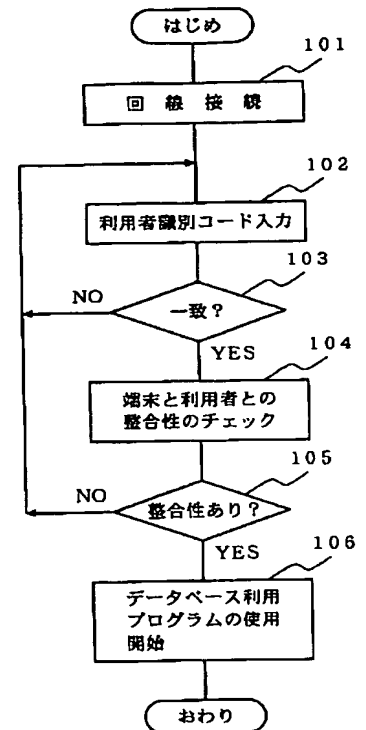 はじめ
101
回線接続
102
利用者識別コード入力
103
一致？
NO
YES
104
端末と利用者との
整合性のチェック
105
整合性あり？
NO
YES
106
データベース利用
プログラムの使用
開始
おわり